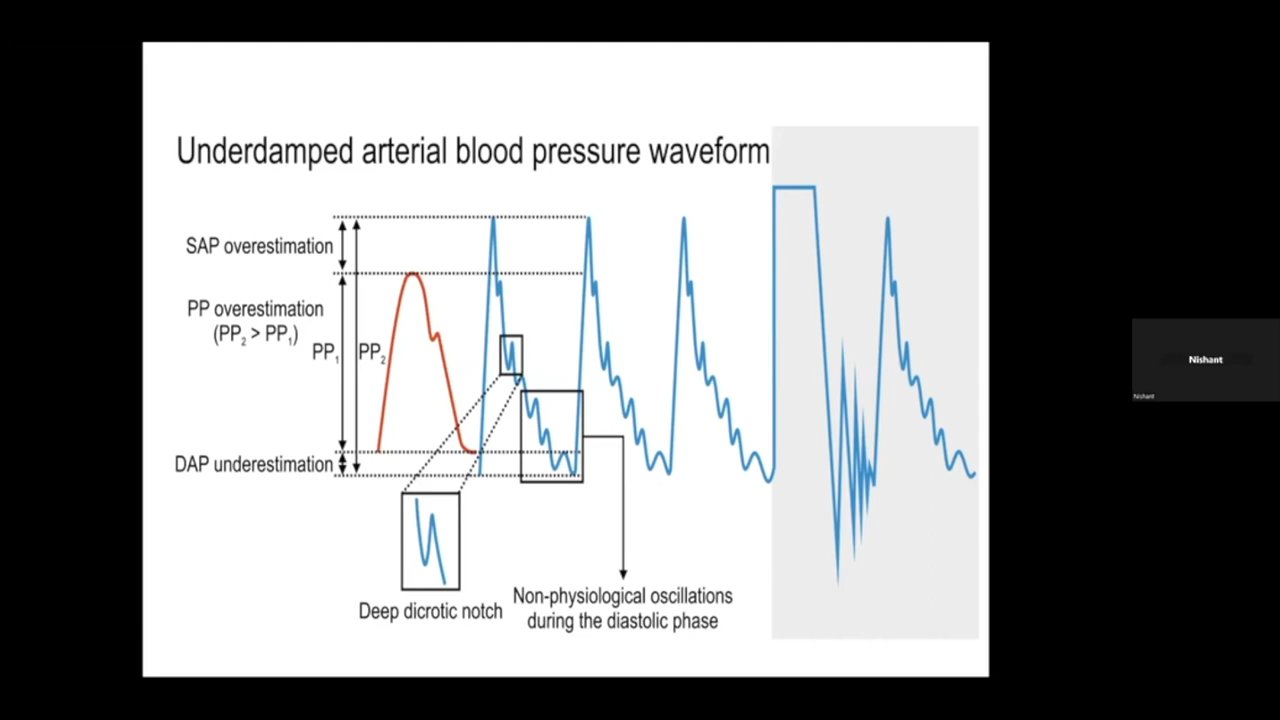 Underdamped arterial blood pressure waveform
SAP overestimation
PP overestimation
(PP₂ > PP₁)
PP₁
PP₂
DAP underestimation
Deep dicrotic notch
Non-physiological oscillations
during the diastolic phase
Nishant
Nishant